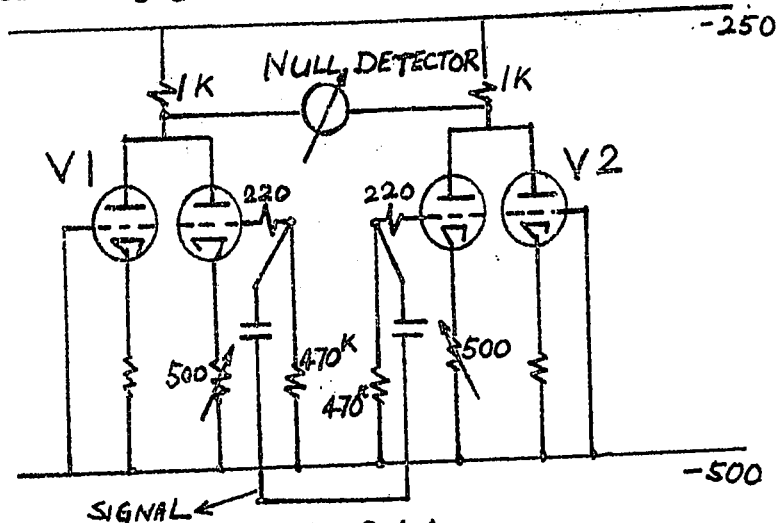 -250
NULL DETECTOR
1K
1K
V1
V2
220
220
500
470K
470K
500
-500
SIGNAL